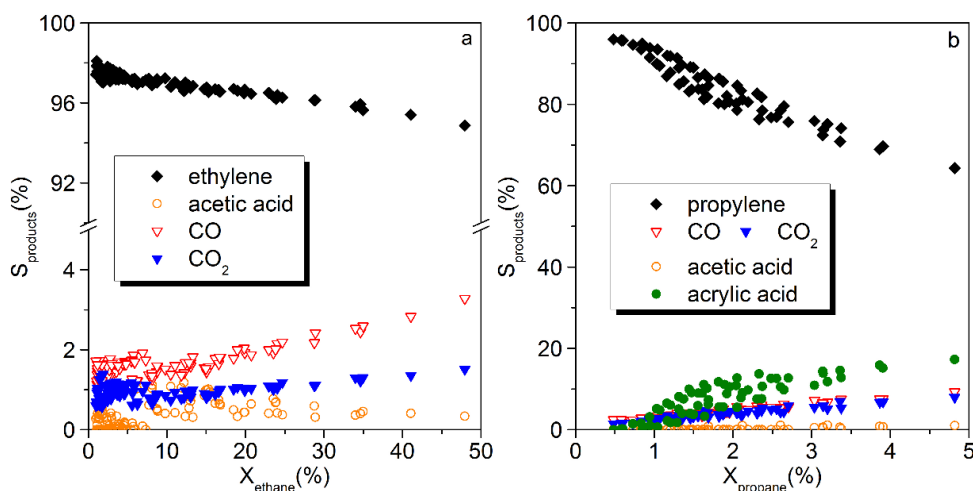 a
100
96
92
4
2
0
S products (%)
ethylene
acetic acid
CO
CO2
0 10 20 30 40 50
X ethane (%)
b
100
80
60
40
20
0
S products (%)
propylene
CO CO2
acetic acid
acrylic acid
0 1 2 3 4 5
X propane (%)